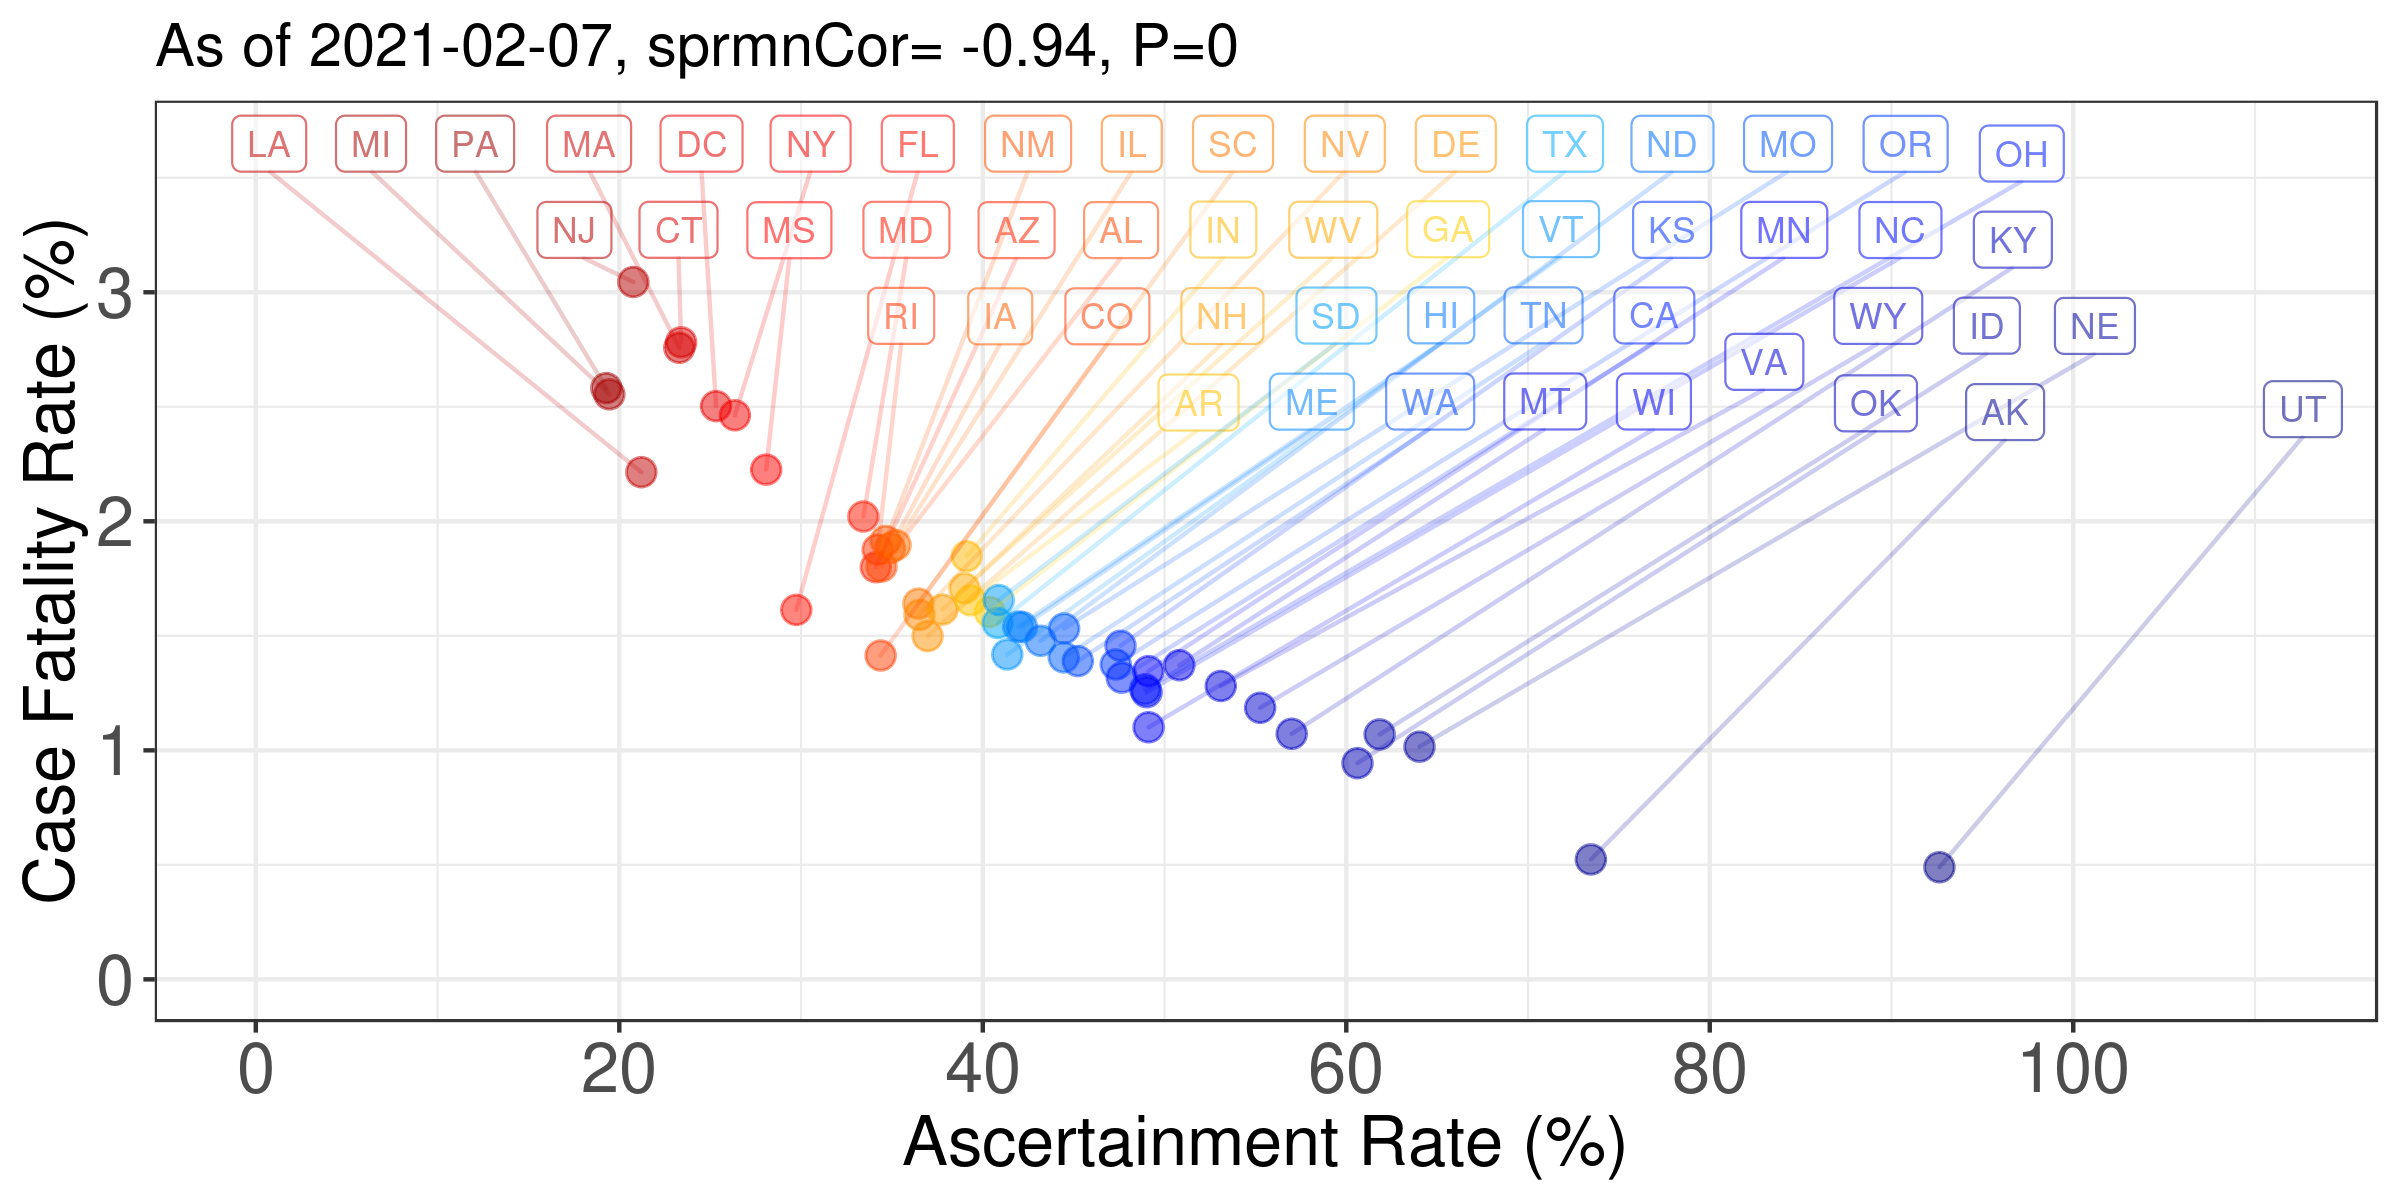 As of 2021-02-07, sprmnCor= -0.94, P=0
LA MI PA MA DC NY FL NM IL SC NV DE TX ND MO OR OH
NJ CT MS MD AZ AL IN WV GA VT KS MN NC KY
RI IA CO NH SD HI TN CA WY ID NE
VA
AR ME WA MT WI OK AK UT
Case Fatality Rate (%)
3
2
1
0
0 20 40 60 80 100
Ascertainment Rate (%)